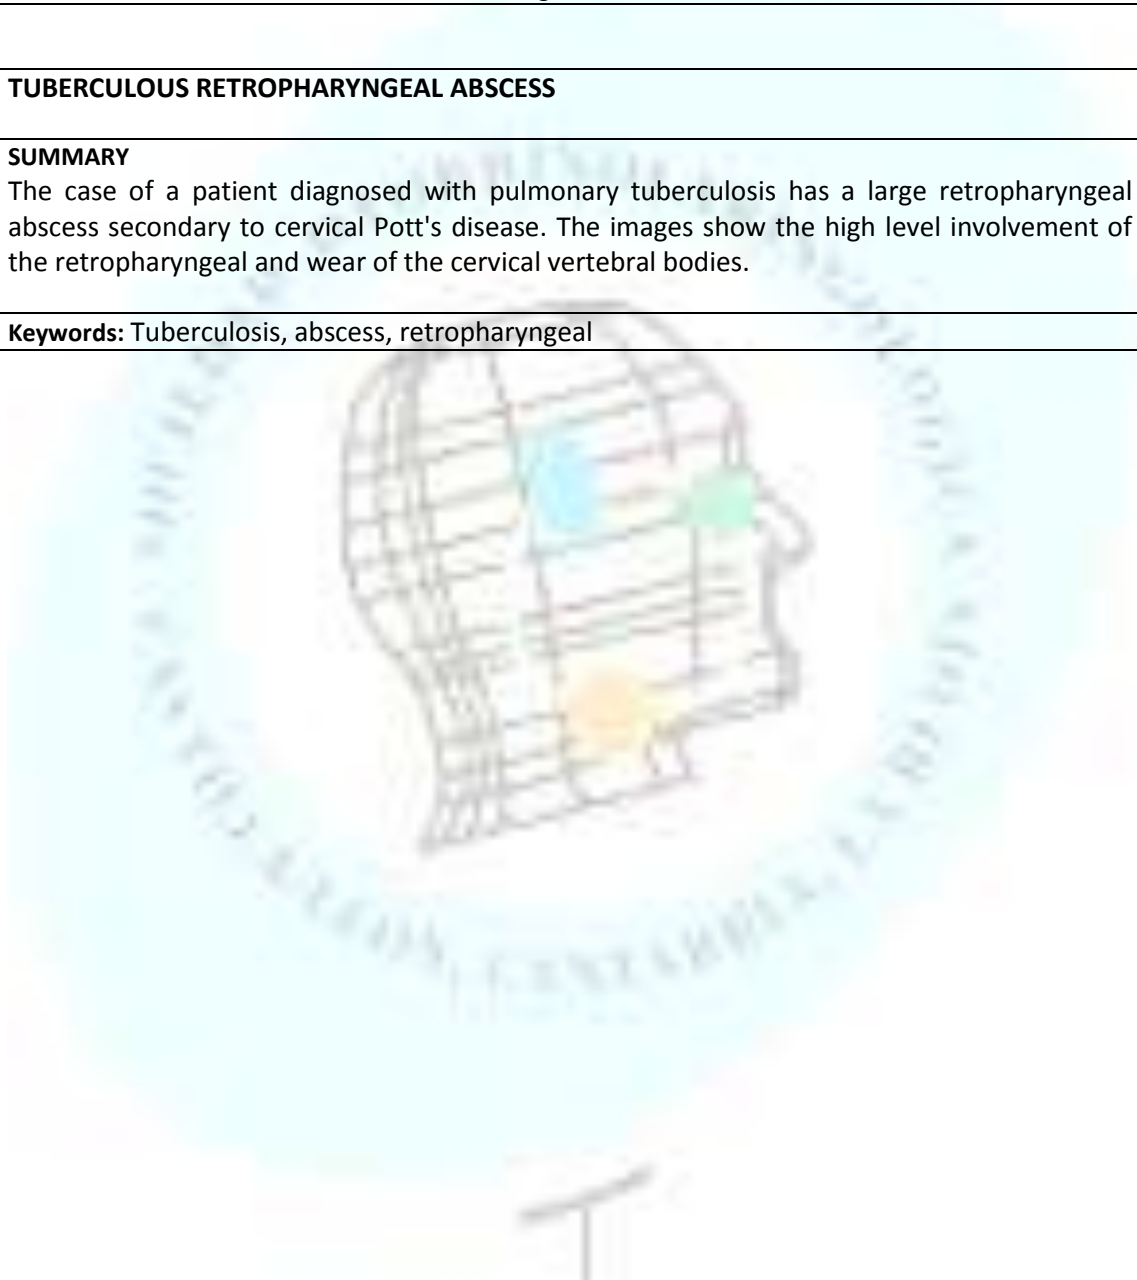 TUBERCULOUS RETROPHARYNGEAL ABSCESS
SUMMARY
The case of a patient diagnosed with pulmonary tuberculosis has a large retropharyngeal
abscess secondary to cervical Pott's disease. The images show the high level involvement of
the retropharyngeal and wear of the cervical vertebral bodies.
Keywords: Tuberculosis, abscess, retropharyngeal